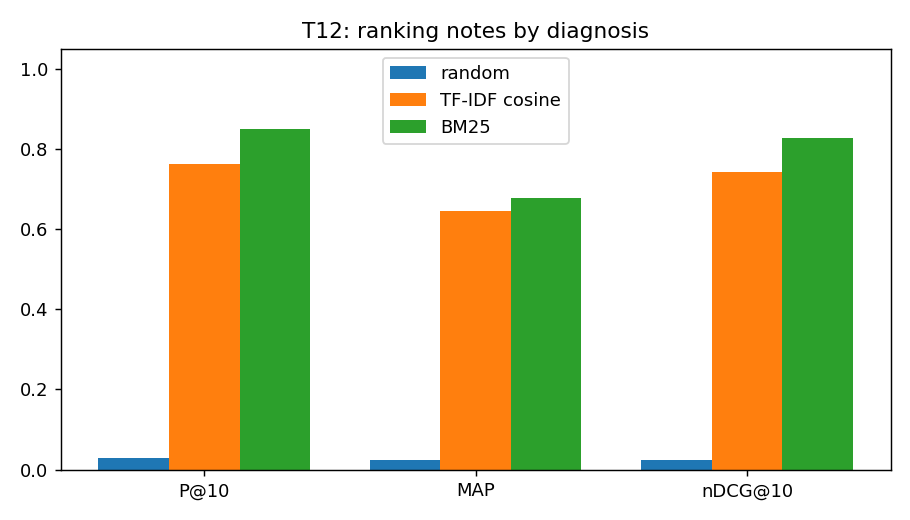 T12: ranking notes by diagnosis
1.0
0.8
0.6
0.4
0.2
0.0
random
TF-IDF cosine
BM25
P@10
MAP
nDCG@10